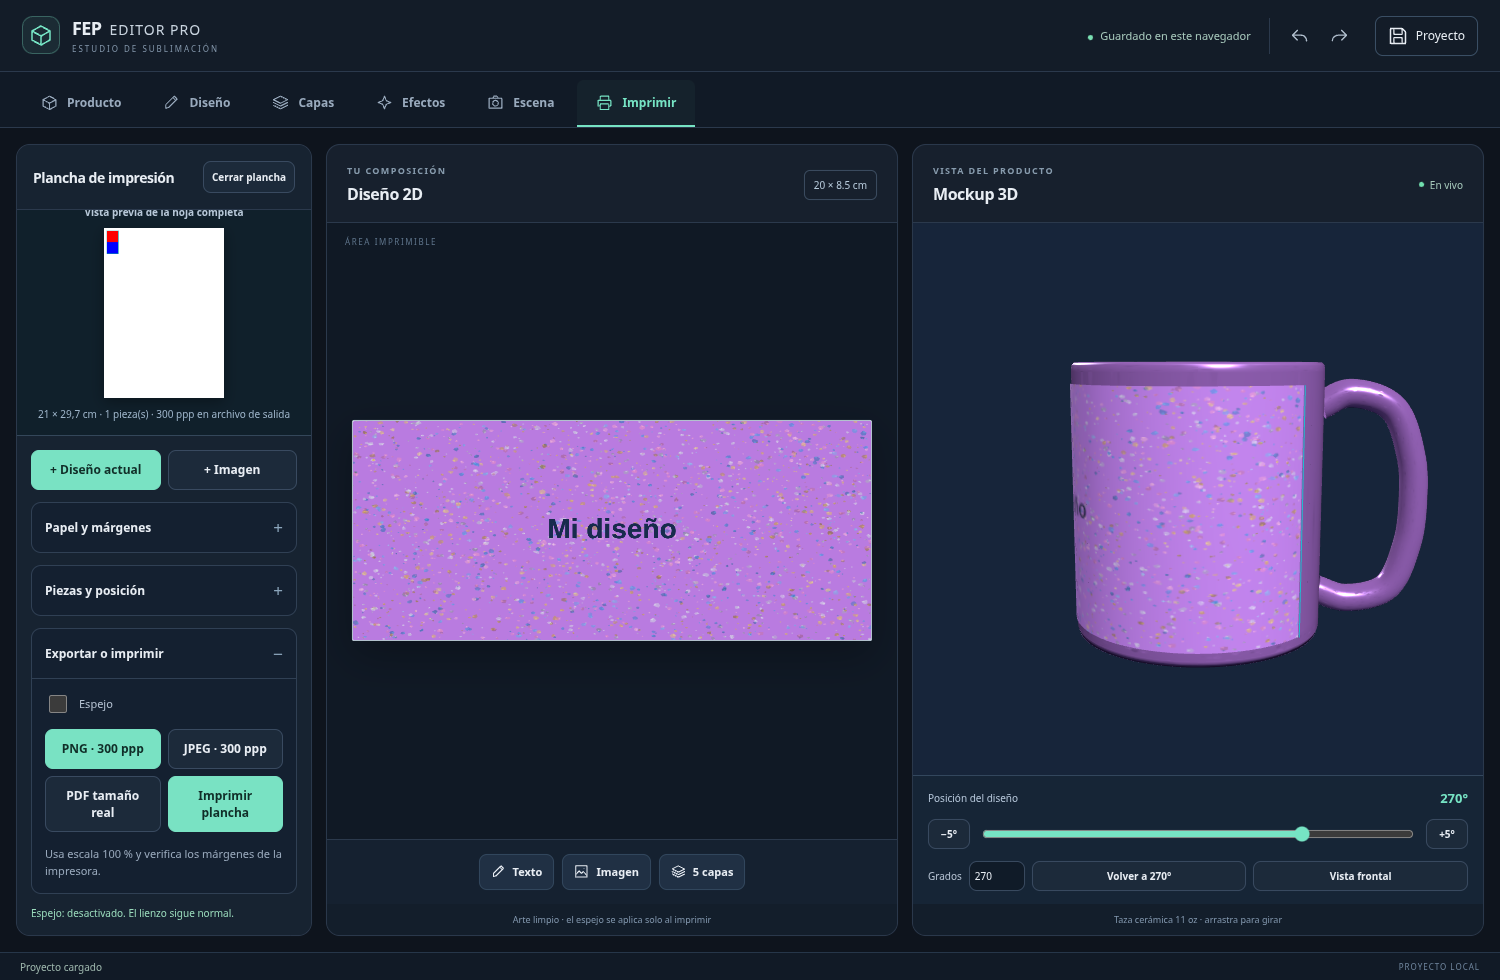 FEP EDITOR PRO
ESTUDIO DE SUBLIMACIÓN
Guardado en este navegador
Proyecto
Producto
Diseño
Capas
Efectos
Escena
Imprimir
Plancha de impresión
Cerrar plancha
Vista previa de la hoja completa
21 × 29,7 cm · 1 pieza(s) · 300 ppp en archivo de salida
+ Diseño actual
+ Imagen
Papel y márgenes +
Piezas y posición +
Exportar o imprimir −
Espejo
PNG · 300 ppp
JPEG · 300 ppp
PDF tamaño
real
Imprimir
plancha
Usa escala 100 % y verifica los márgenes de la
impresora.
Espejo: desactivado. El lienzo sigue normal.
TU COMPOSICIÓN
Diseño 2D
20 × 8.5 cm
ÁREA IMPRIMIBLE
Mi diseño
Texto
Imagen
5 capas
Arte limpio · el espejo se aplica solo al imprimir
VISTA DEL PRODUCTO
Mockup 3D
En vivo
ño
Posición del diseño
270°
−5°
+5°
Grados
270
Volver a 270°
Vista frontal
Taza cerámica 11 oz · arrastra para girar
Proyecto cargado
PROYECTO LOCAL